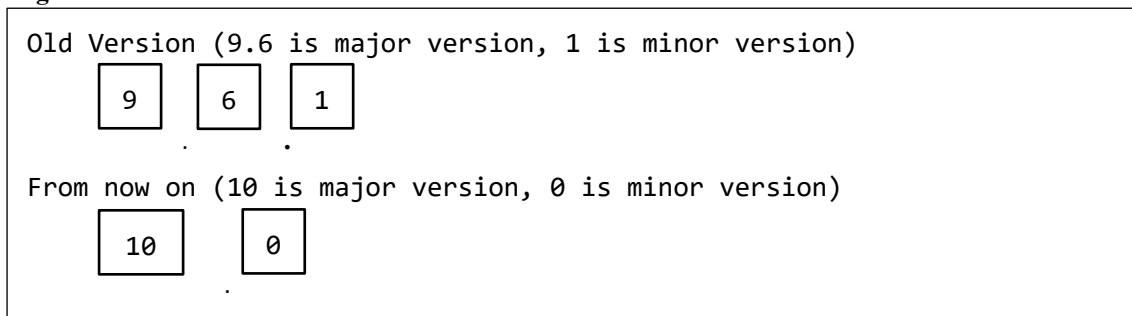 Old Version (9.6 is major version, 1 is minor version)
9 . 6 . 1
From now on (10 is major version, 0 is minor version)
10 . 0